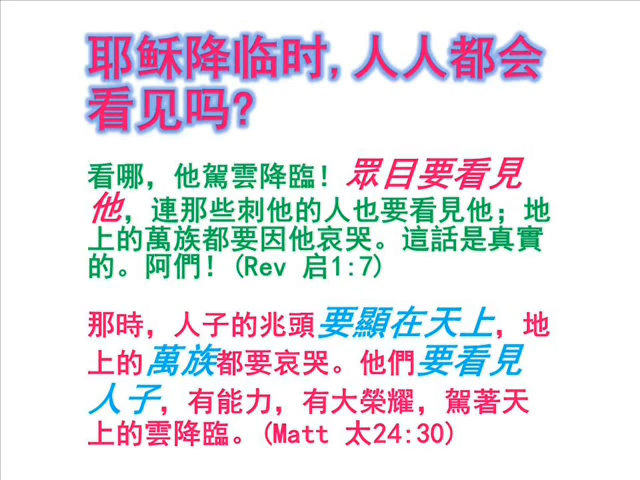 耶稣降临时,人人都会
看见吗?
看哪，他駕雲降臨！眾目要看見
他，連那些刺他的人也要看見他；地
上的萬族都要因他哀哭。這話是真實
的。阿們！(Rev 启1:7)
那時，人子的兆頭要顯在天上，地
上的萬族都要哀哭。他們要看見
人子，有能力，有大榮耀，駕著天
上的雲降臨。(Matt 太24:30)